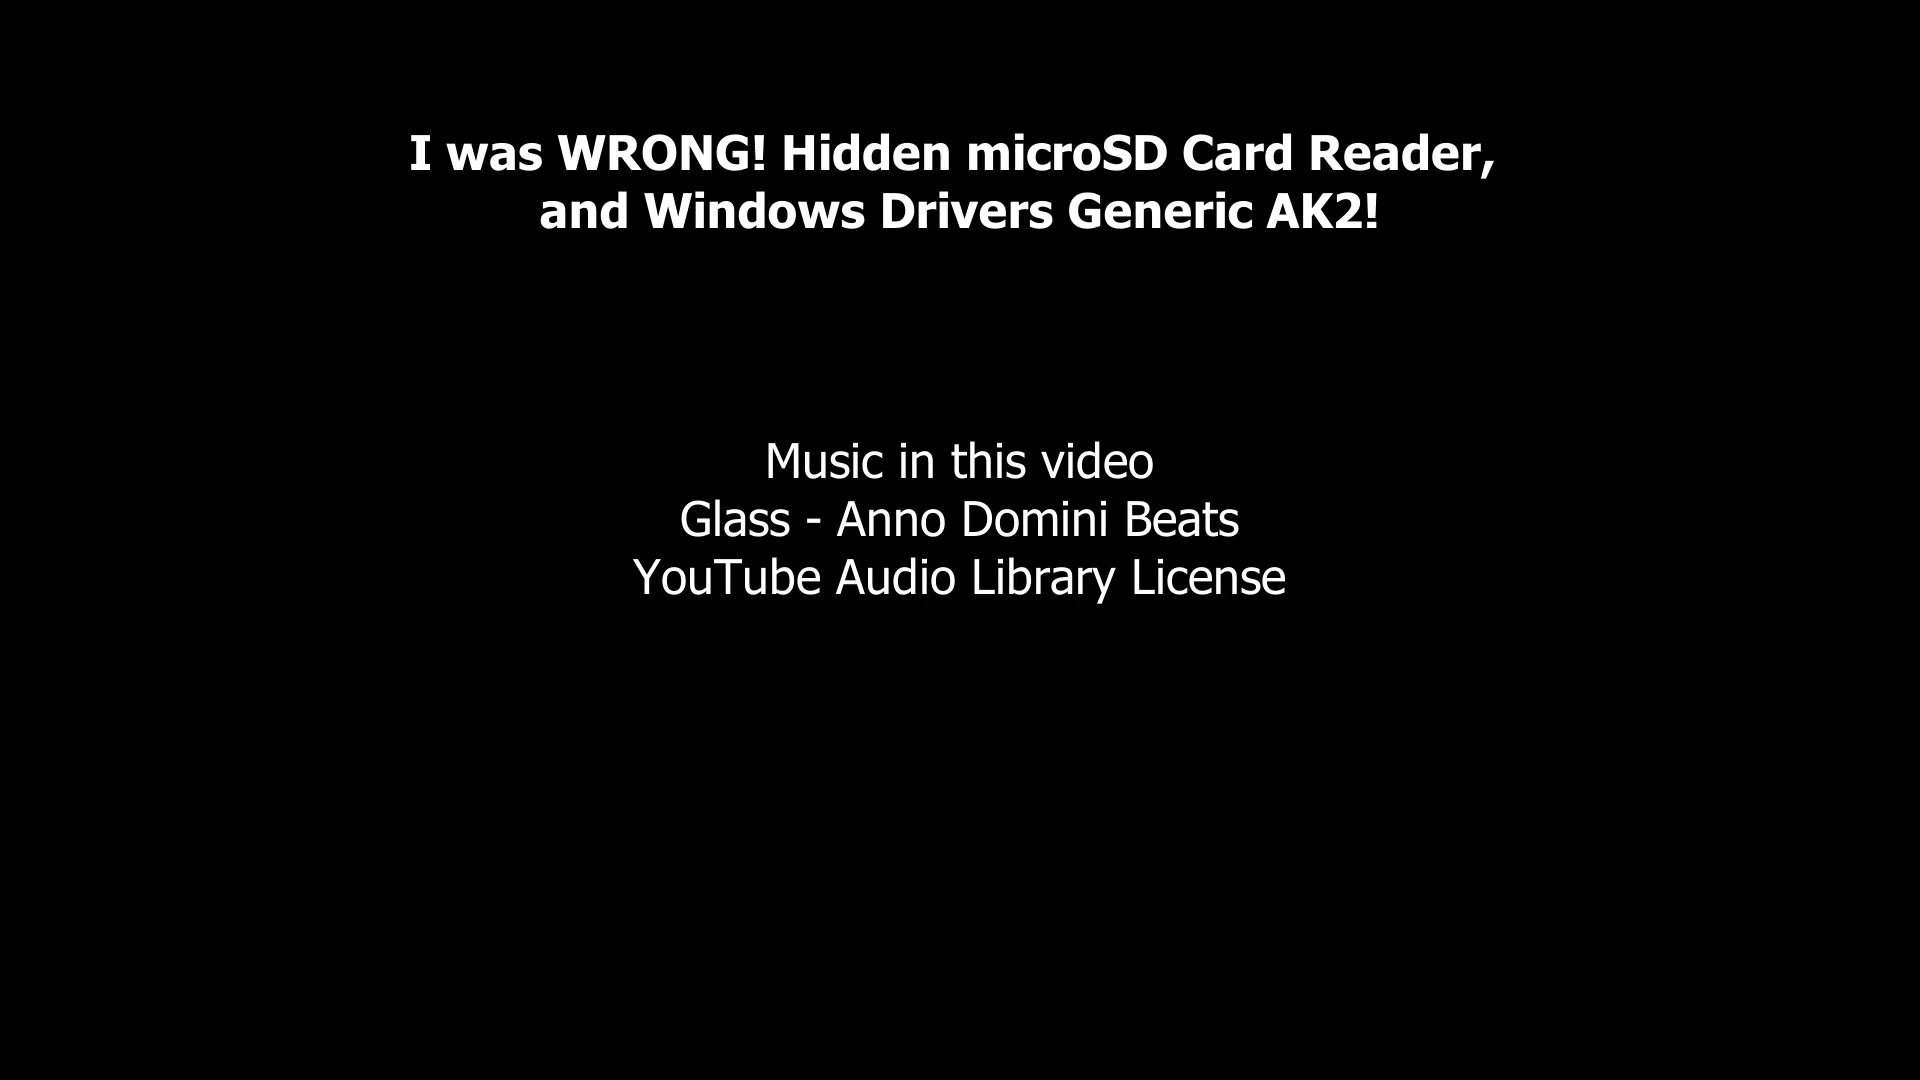 I was WRONG! Hidden microSD Card Reader,
and Windows Drivers Generic AK2!
Music in this video
Glass - Anno Domini Beats
YouTube Audio Library License